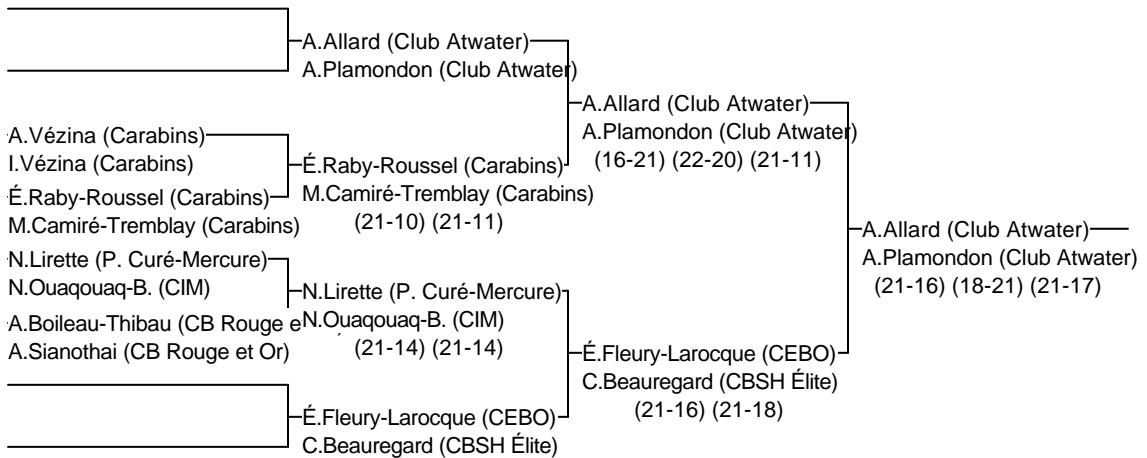 A.Allard (Club Atwater)
A.Plamondon (Club Atwater)
A.Allard (Club Atwater)
A.Plamondon (Club Atwater)
(16-21) (22-20) (21-11)
A.Vézina (Carabins)
I.Vézina (Carabins)
É.Raby-Roussel (Carabins)
M.Camiré-Tremblay (Carabins)
(21-10) (21-11)
É.Raby-Roussel (Carabins)
M.Camiré-Tremblay (Carabins)
A.Allard (Club Atwater)
A.Plamondon (Club Atwater)
(21-16) (18-21) (21-17)
N.Lirette (P. Curé-Mercure)
N.Ouaqouaq-B. (CIM)
N.Lirette (P. Curé-Mercure)
N.Ouaqouaq-B. (CIM)
(21-14) (21-14)
A.Boileau-Thibau (CB Rouge e
A.Sianothai (CB Rouge et Or)
É.Fleury-Larocque (CEBO)
C.Beauregard (CBSH Élite)
(21-16) (21-18)
É.Fleury-Larocque (CEBO)
C.Beauregard (CBSH Élite)